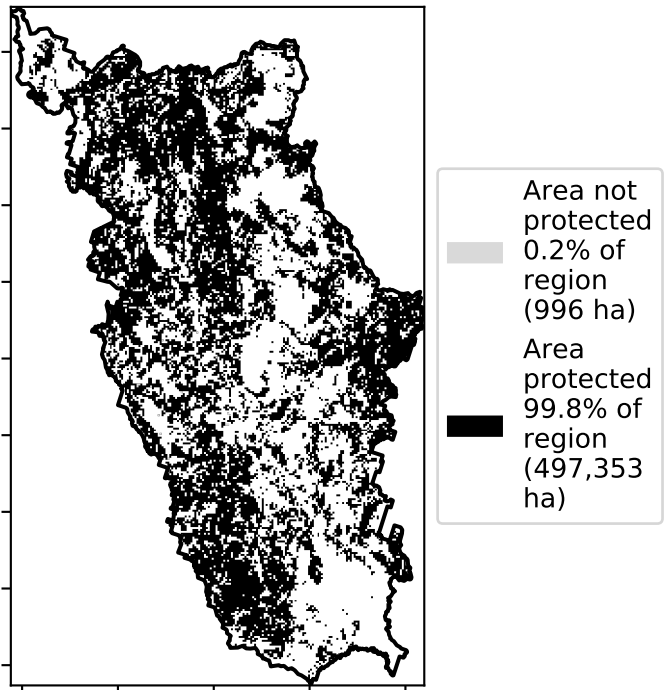 Area not
protected
0.2% of
region
(996 ha)
Area
protected
99.8% of
region
(497,353
ha)